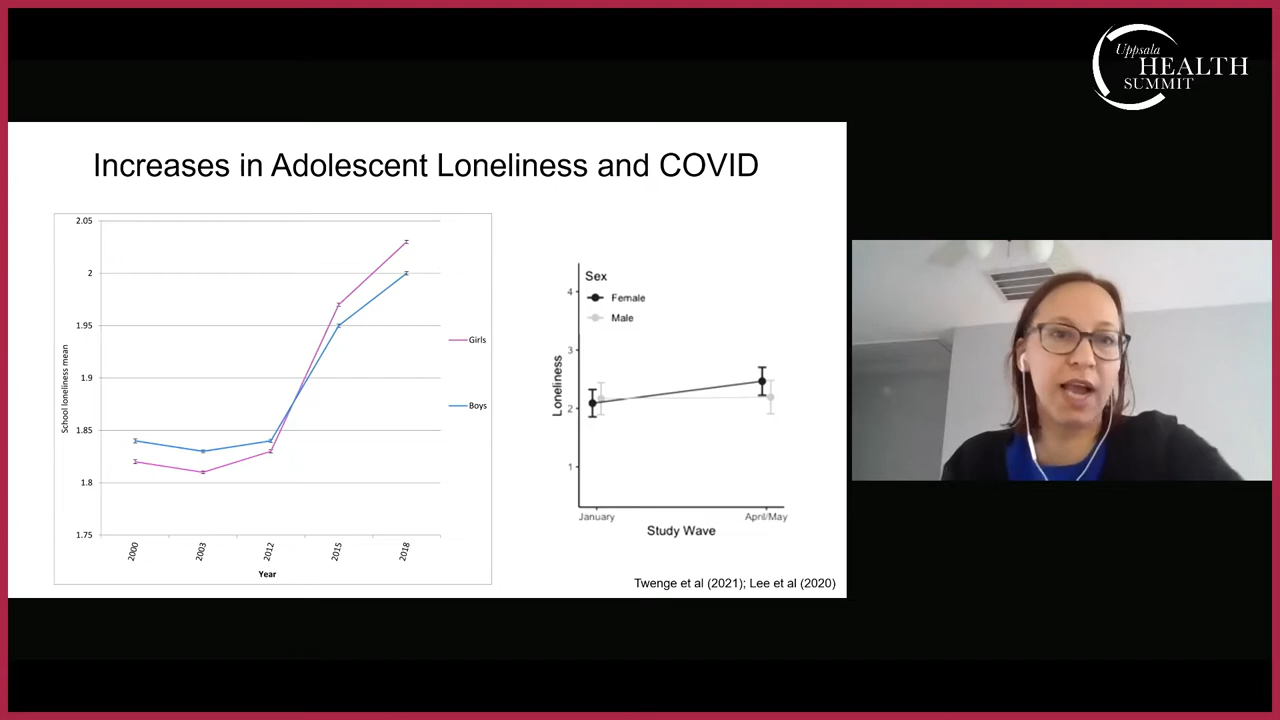 Uppsala
HEALTH
SUMMIT
Increases in Adolescent Loneliness and COVID
2.05
2
1.95
1.9
1.85
1.8
1.75
School loneliness mean
2000
2003
2012
2015
2018
Year
Girls
Boys
Sex
Female
Male
4
3
2
1
Loneliness
January
April/May
Study Wave
Twenge et al (2021); Lee et al (2020)